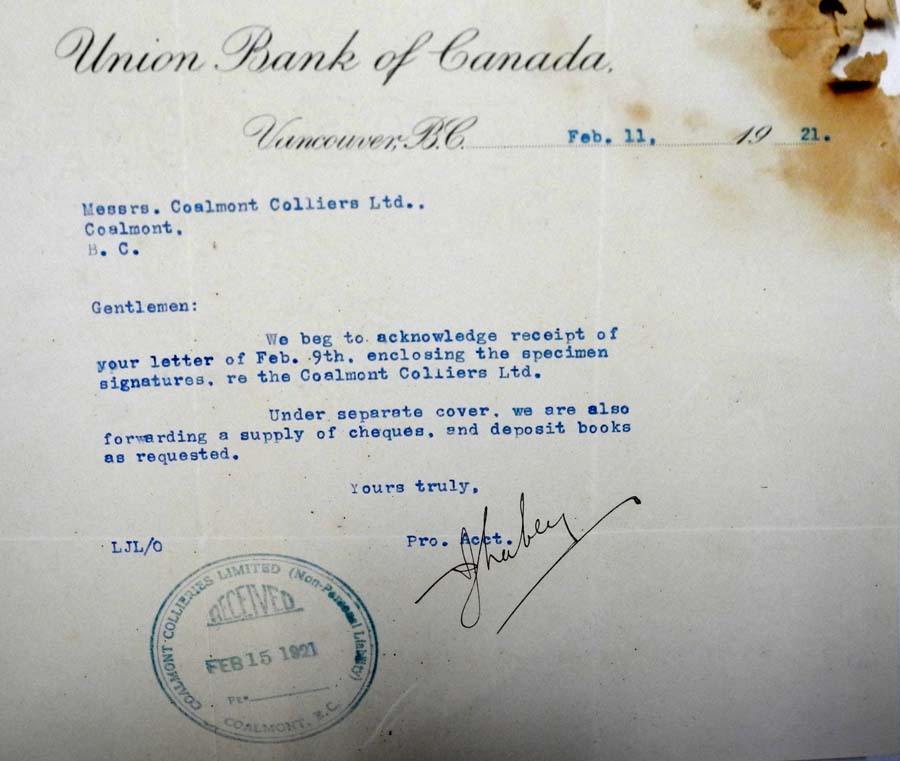 Union Bank of Canada.
Vancouver, B.C. Feb. 11, 19 21.
Messrs. Coalmont Colliers Ltd..
Coalmont.
B. C.
Gentlemen:
We beg to acknowledge receipt of
your letter of Feb. 9th, enclosing the specimen
signatures, re the Coalmont Colliers Ltd.
Under separate cover, we are also
forwarding a supply of cheques, and deposit books
as requested.
Yours truly,
LJL/O
Pro. Acct.
COALMONT COLLIERIES LIMITED (Non-Personal Liability)
RECEIVED
FEB 15 1921
Per
COALMONT, B.C.